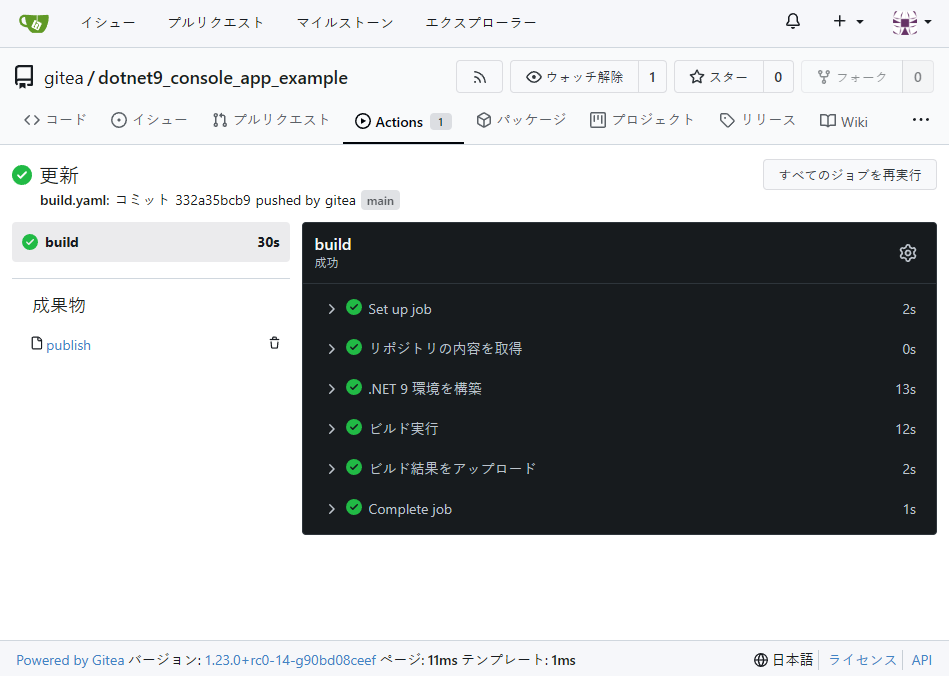 イシュー プルリクエスト マイルストーン エクスプローラー
gitea / dotnet9_console_app_example ウォッチ解除 1 スター 0 フォーク 0
コード イシュー プルリクエスト Actions 1 パッケージ プロジェクト リリース Wiki
更新 すべてのジョブを再実行
build.yaml: コミット 332a35bcb9 pushed by gitea main
build 30s
成果物
publish
build
成功
Set up job 2s
リポジトリの内容を取得 0s
.NET 9 環境を構築 13s
ビルド実行 12s
ビルド結果をアップロード 2s
Complete job 1s
Powered by Gitea バージョン: 1.23.0+rc0-14-g90bd08ceef ページ: 11ms テンプレート: 1ms 日本語 ライセンス API